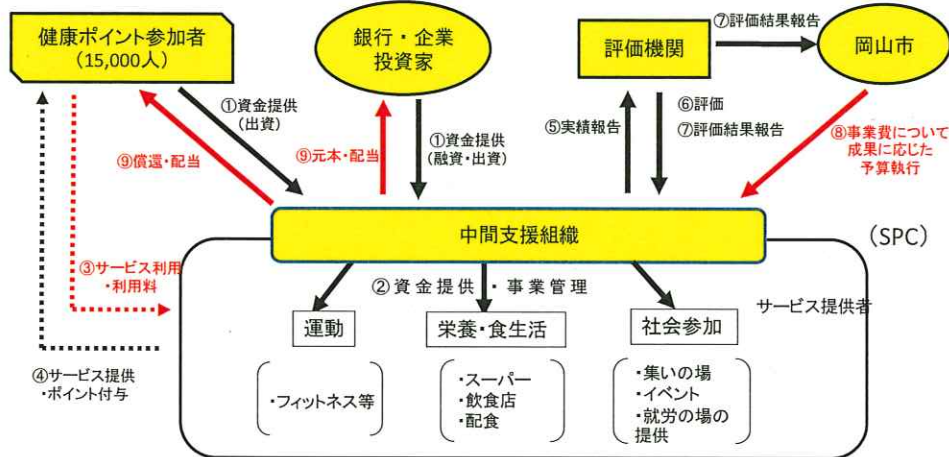 健康ポイント参加者
(15,000人)
銀行・企業
投資家
評価機関
⑦評価結果報告
岡山市
①資金提供
(出資)
⑨償還・配当
⑨元本・配当
①資金提供
(融資・出資)
⑤実績報告
⑥評価
⑦評価結果報告
⑧事業費について
成果に応じた
予算執行
中間支援組織
(SPC)
③サービス利用
・利用料
②資金提供・事業管理
サービス提供者
運動
栄養・食生活
社会参加
④サービス提供
・ポイント付与
・フィットネス等
・スーパー
・飲食店
・配食
・集いの場
・イベント
・就労の場の
提供